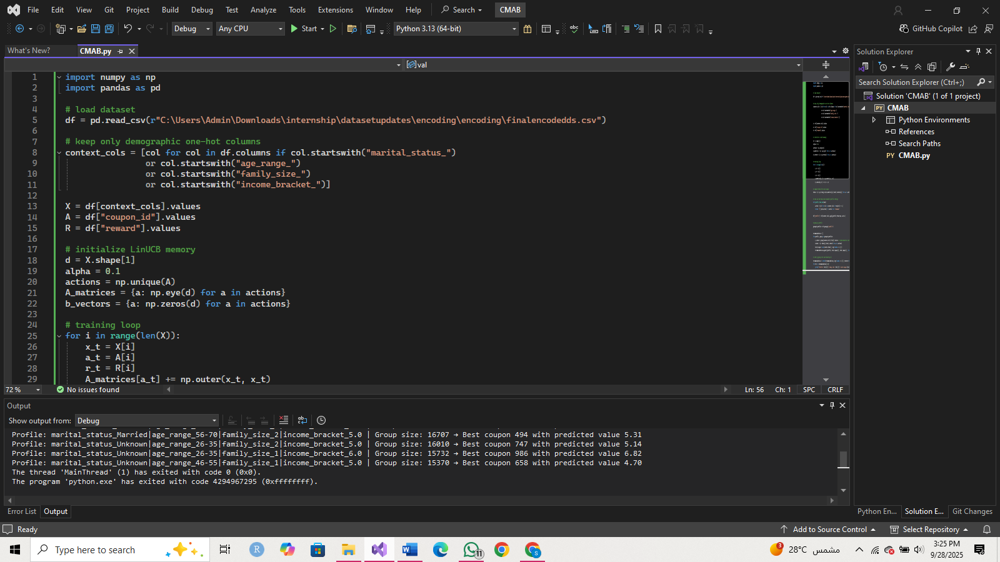 File Edit View Git Project Build Debug Test Analyze Tools Extensions Window Help Search CMAB
Debug Any CPU Start Python 3.13 (64-bit) GitHub Copilot
What's New? CMAB.py
val
1 import numpy as np
2 import pandas as pd
3
4 # load dataset
5 df = pd.read_csv(r"C:\Users\Admin\Downloads\internship\datasetupdates\encoding\encoding\finalencodedds.csv")
6
7 # keep only demographic one-hot columns
8 context_cols = [col for col in df.columns if col.startswith("marital_status_")
9 or col.startswith("age_range_")
10 or col.startswith("family_size_")
11 or col.startswith("income_bracket_")]
12
13 X = df[context_cols].values
14 A = df["coupon_id"].values
15 R = df["reward"].values
16
17 # initialize LinUCB memory
18 d = X.shape[1]
19 alpha = 0.1
20 actions = np.unique(A)
21 A_matrices = {a: np.eye(d) for a in actions}
22 b_vectors = {a: np.zeros(d) for a in actions}
23
24 # training loop
25 for i in range(len(X)):
26 x_t = X[i]
27 a_t = A[i]
28 r_t = R[i]
29 A_matrices[a_t] += np.outer(x_t, x_t)
72 % No issues found Ln: 56 Ch: 1 SPC CRLF
Output
Show output from: Debug
Profile: marital_status_Married|age_range_56-70|family_size_2|income_bracket_5.0 | Group size: 16707 → Best coupon 494 with predicted value 5.31
Profile: marital_status_Unknown|age_range_26-35|family_size_2|income_bracket_5.0 | Group size: 16010 → Best coupon 747 with predicted value 5.14
Profile: marital_status_Unknown|age_range_26-35|family_size_1|income_bracket_6.0 | Group size: 15732 → Best coupon 986 with predicted value 6.82
Profile: marital_status_Unknown|age_range_46-55|family_size_1|income_bracket_5.0 | Group size: 15370 → Best coupon 658 with predicted value 4.70
The thread 'MainThread' (1) has exited with code 0 (0x0).
The program 'python.exe' has exited with code 4294967295 (0xffffffff).
Error List Output
Solution Explorer
Search Solution Explorer (Ctrl+;)
Solution 'CMAB' (1 of 1 project)
PY CMAB
Python Environments
References
Search Paths
PY CMAB.py
Python En... Solution E... Git Changes
Ready Add to Source Control Select Repository
Type here to search R W 11 S 3 28°C مشمس 3:25 PM
9/28/2025